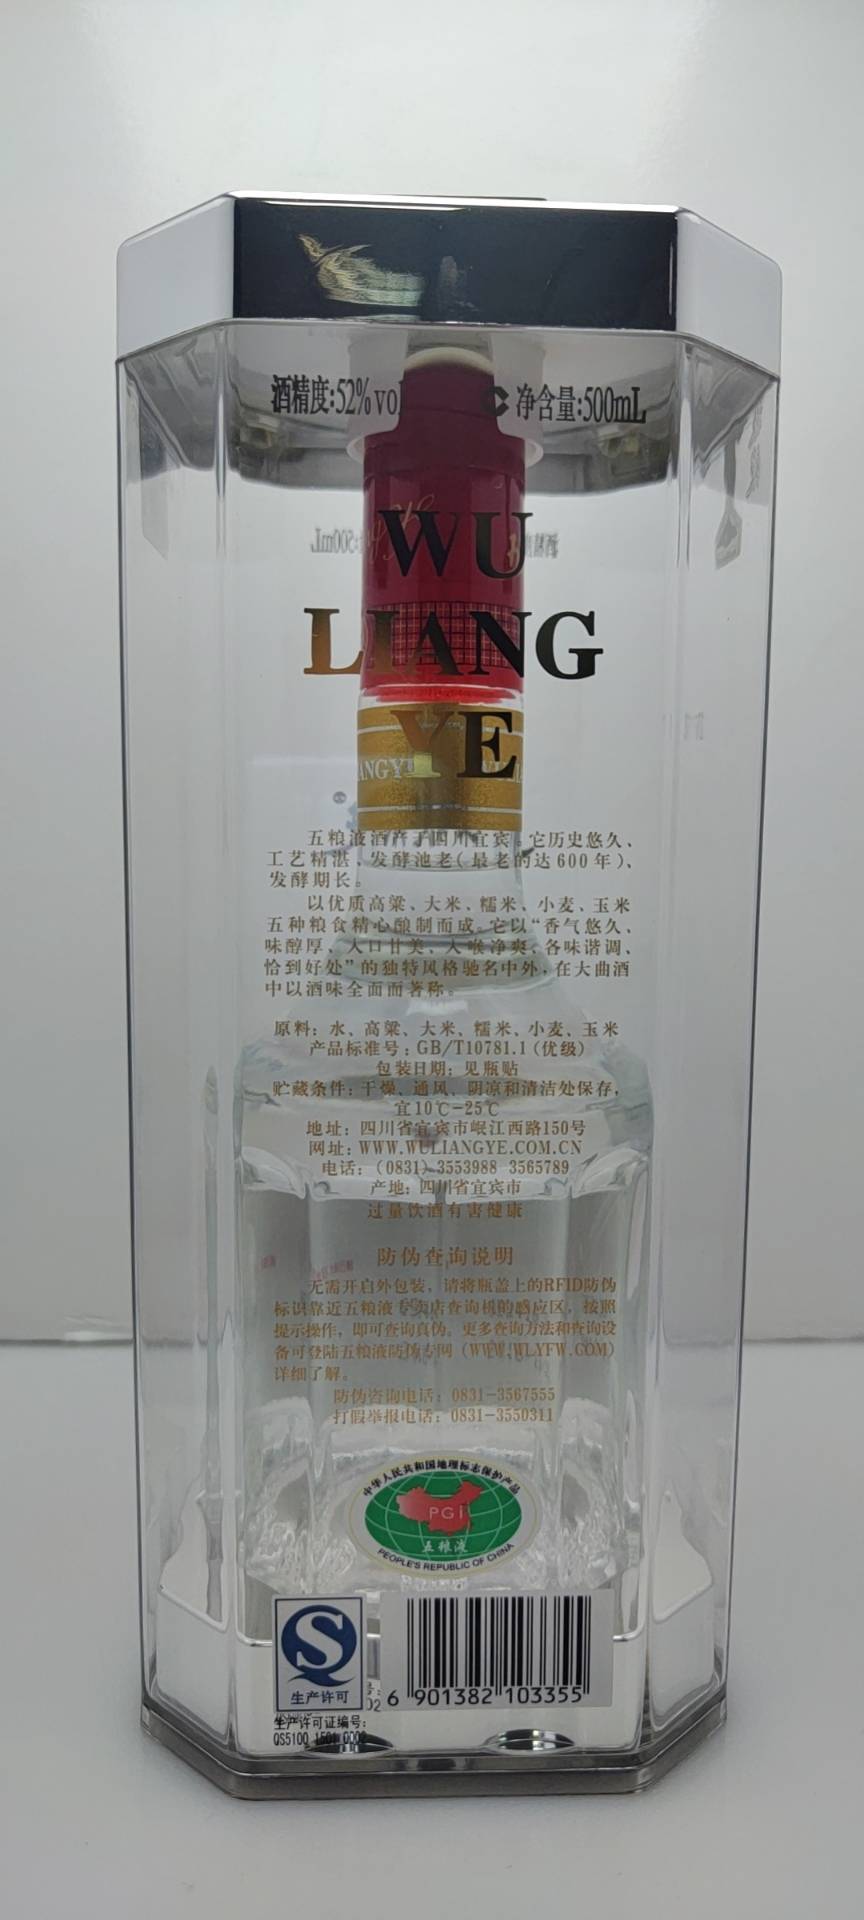 酒精度:52%vol
净含量:500mL
WU
LIANG
YE
五粮液酒产于四川宜宾。它历史悠久、
工艺精湛、发酵池老(最老的达600年)、
发酵期长。
以优质高粱、大米、糯米、小麦、玉米
五种粮食精心酿制而成。它以“香气悠久、
味醇厚、入口甘美、入喉净爽、各味谐调、
恰到好处”的独特风格驰名中外,在大曲酒
中以酒味全面而著称。
原料: 水、高粱、大米、糯米、小麦、玉米
产品标准号: GB/T10781.1(优级)
包装日期: 见瓶贴
贮藏条件: 干燥、通风、阴凉和清洁处保存,
宜10℃-25℃
地址: 四川省宜宾市岷江西路150号
网址: WWW.WULIANGYE.COM.CN
电话: (0831) 3553988 3565789
产地: 四川省宜宾市
过量饮酒有害健康
防伪查询说明
无需开启外包装, 请将瓶盖上的RFID防伪
标识靠近五粮液专卖店查询机的感应区, 按照
提示操作, 即可查询真伪。更多查询方法和查询设
备可登陆五粮液防伪专网 (WWW.WLYFW.COM)
详细了解。
防伪咨询电话: 0831-3567555
打假举报电话: 0831-3550311
中华人民共和国地理标志保护产品
PGI
五粮液
PEOPLE'S REPUBLIC OF CHINA
S
生产许可
6 901382 103355
生产许可证编号:
QS5100 1501 0002